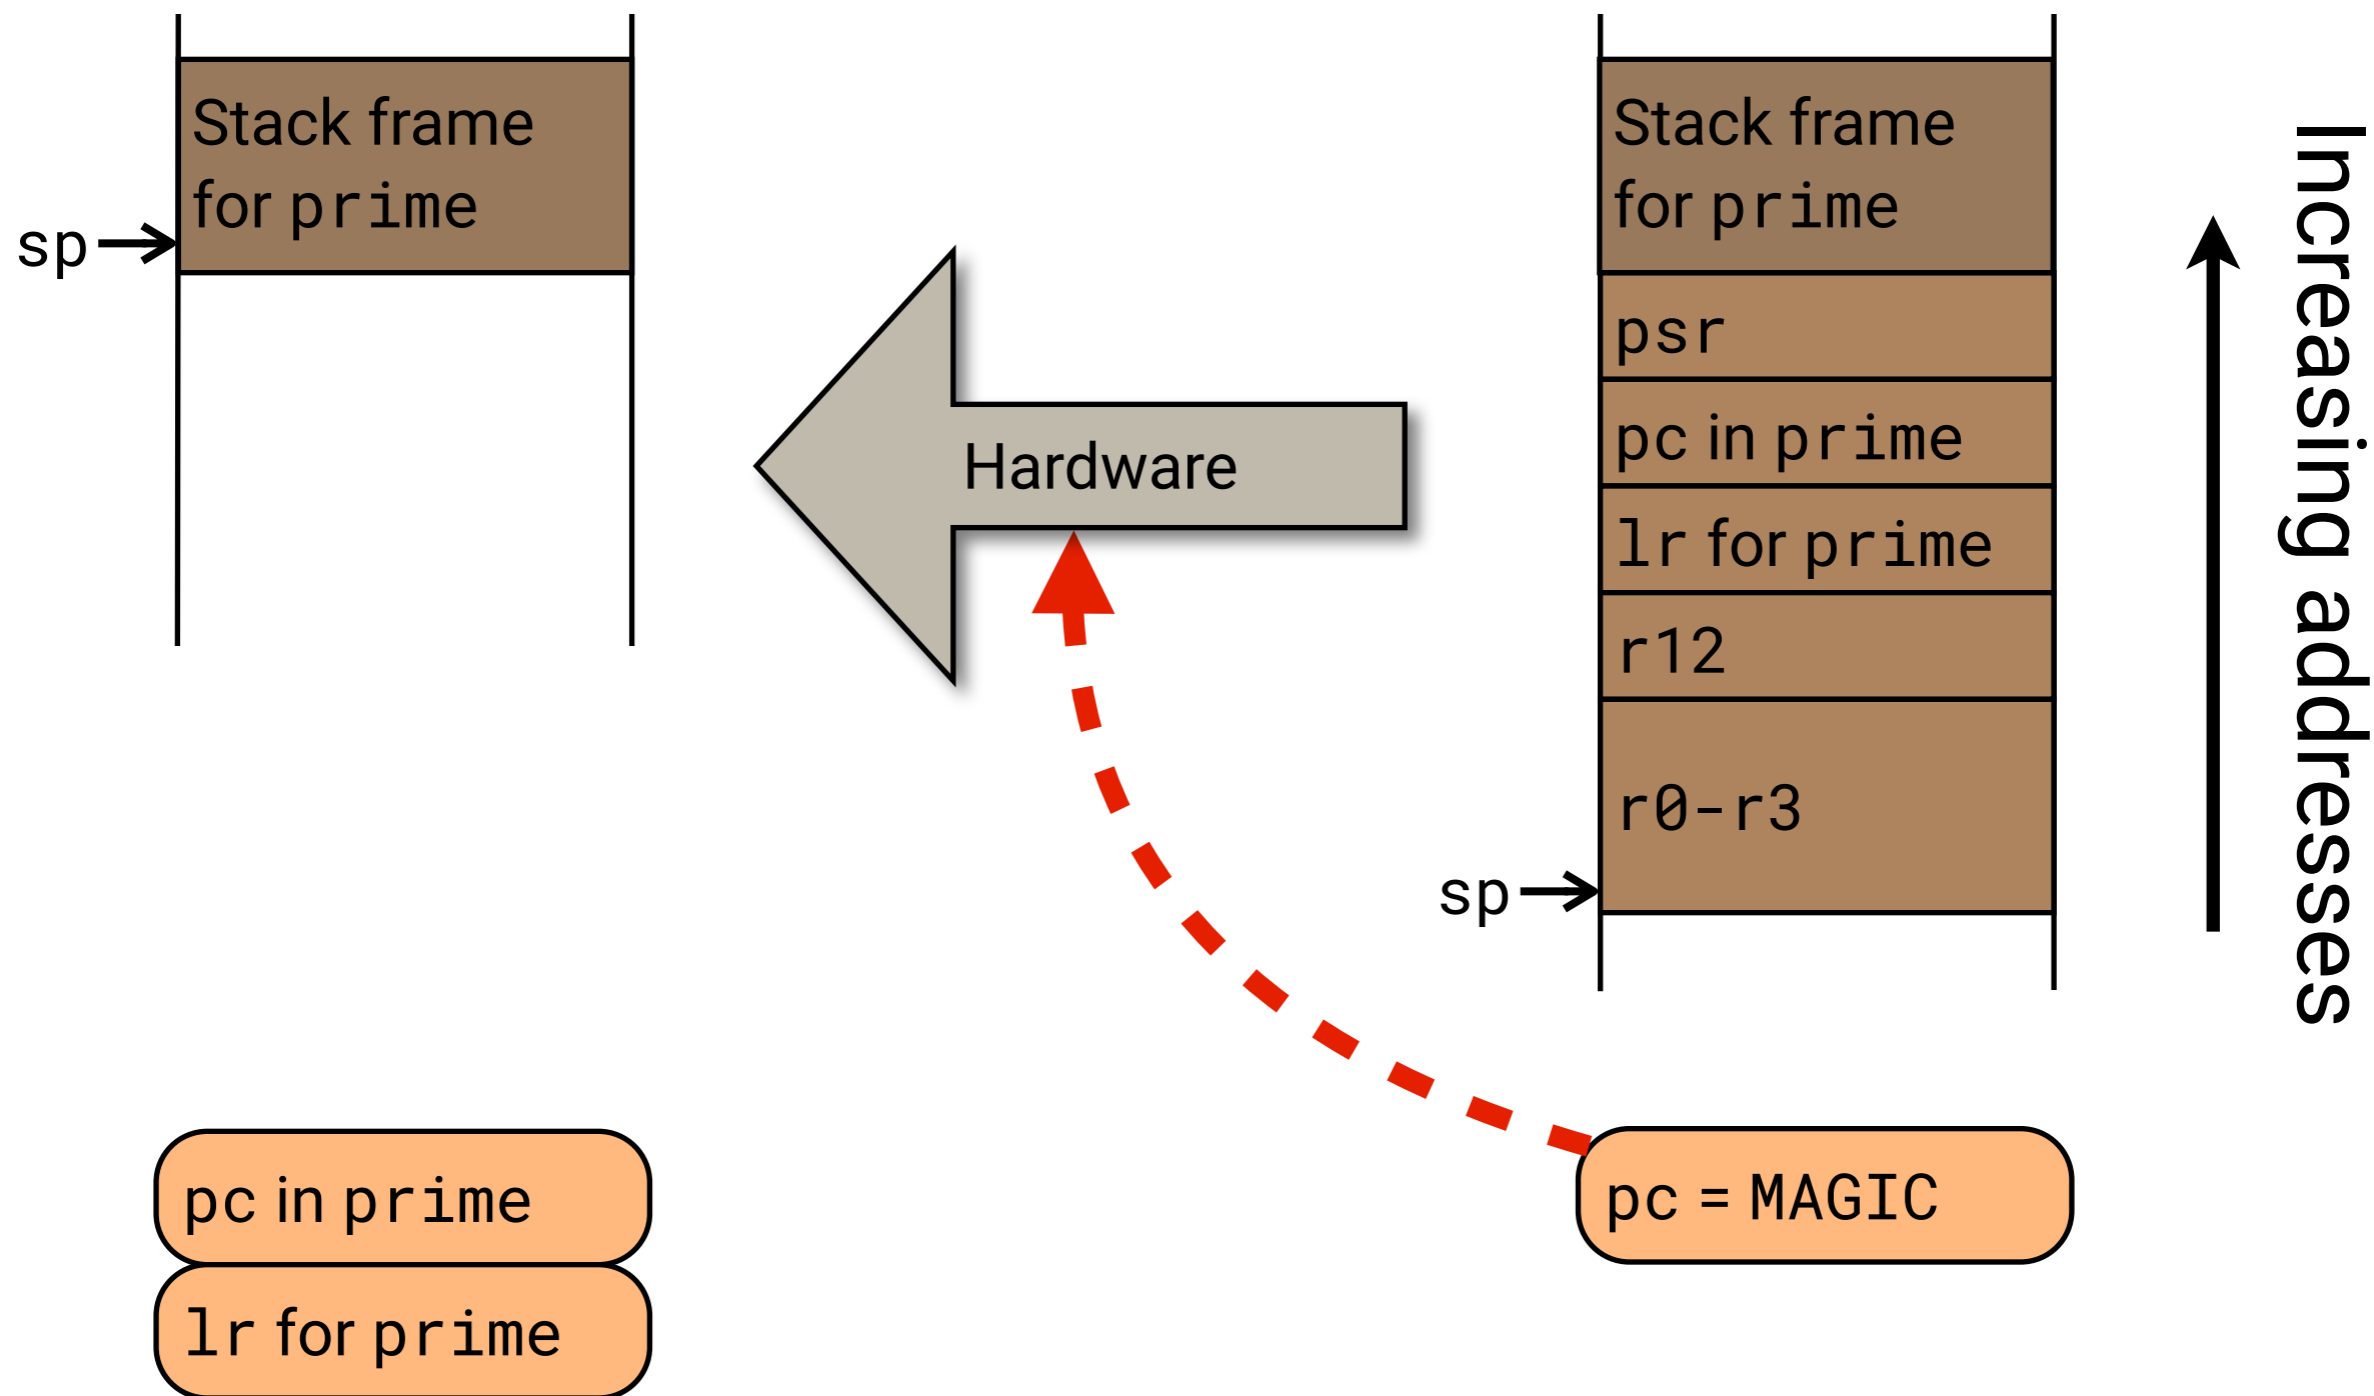 Stack frame
for prime
sp
Hardware
Stack frame
for prime
psr
pc in prime
lr for prime
r12
r0-r3
sp
Increasing addresses
pc in prime
lr for prime
pc = MAGIC